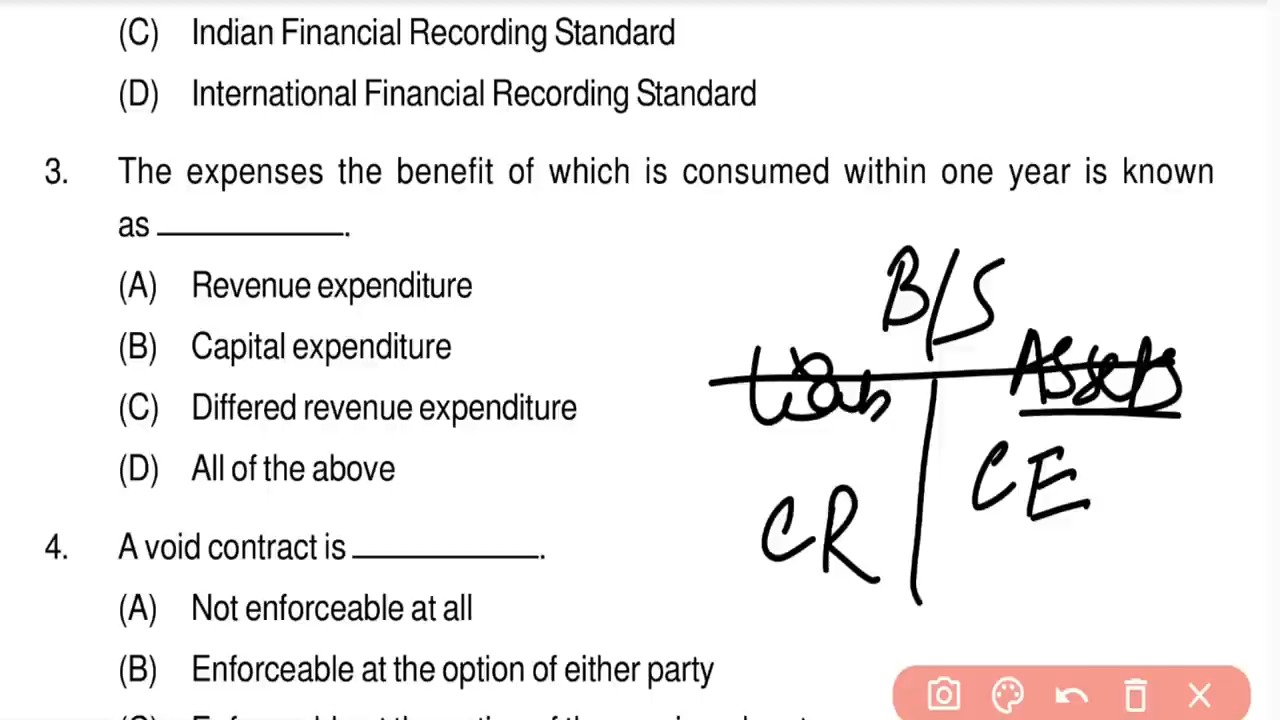 (C) Indian Financial Recording Standard
(D) International Financial Recording Standard
3. The expenses the benefit of which is consumed within one year is known
as ____________.
(A) Revenue expenditure
(B) Capital expenditure
(C) Differed revenue expenditure
(D) All of the above
B/S
Liab Assets
CR CE
4. A void contract is ____________.
(A) Not enforceable at all
(B) Enforceable at the option of either party